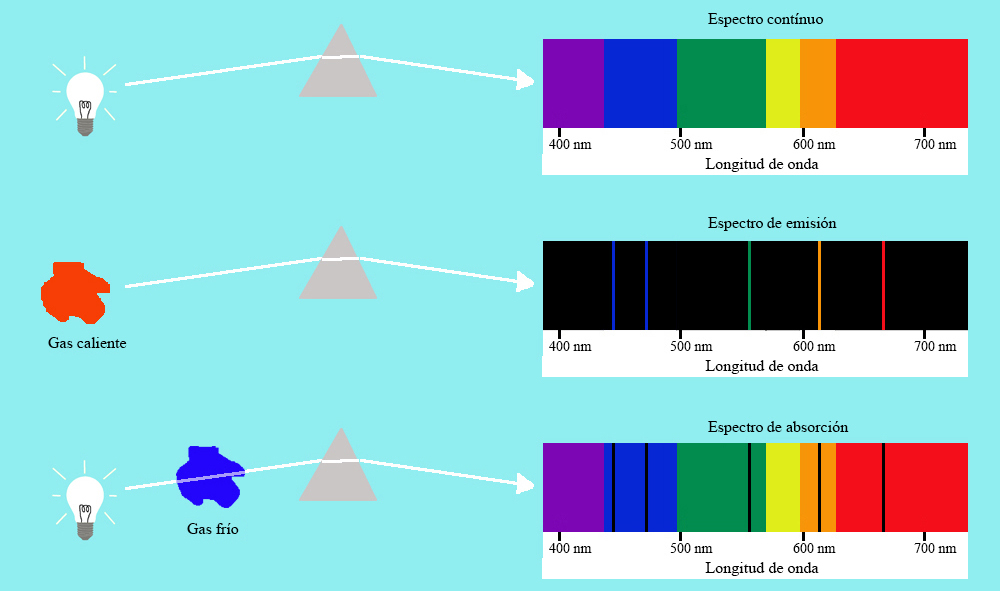 Espectro contínuo
400 nm 500 nm 600 nm 700 nm
Longitud de onda
Espectro de emisión
Gas caliente
400 nm 500 nm 600 nm 700 nm
Longitud de onda
Espectro de absorción
Gas frío
400 nm 500 nm 600 nm 700 nm
Longitud de onda